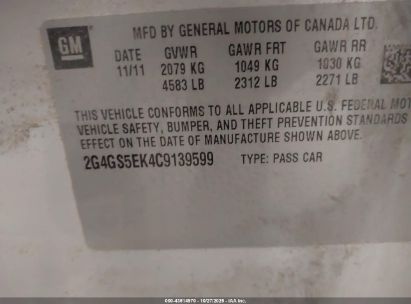 GM
MFD BY GENERAL MOTORS OF CANADA LTD.
DATE GVWR GAWR FRT GAWR RR
11/11 2079 KG 1049 KG 1030 KG
4583 LB 2312 LB 2271 LB
THIS VEHICLE CONFORMS TO ALL APPLICABLE U.S. FEDERAL MOTOR
VEHICLE SAFETY, BUMPER, AND THEFT PREVENTION STANDARDS
EFFECT ON THE DATE OF MANUFACTURE SHOWN ABOVE.
2G4GS5EK4C9139599 TYPE: PASS CAR